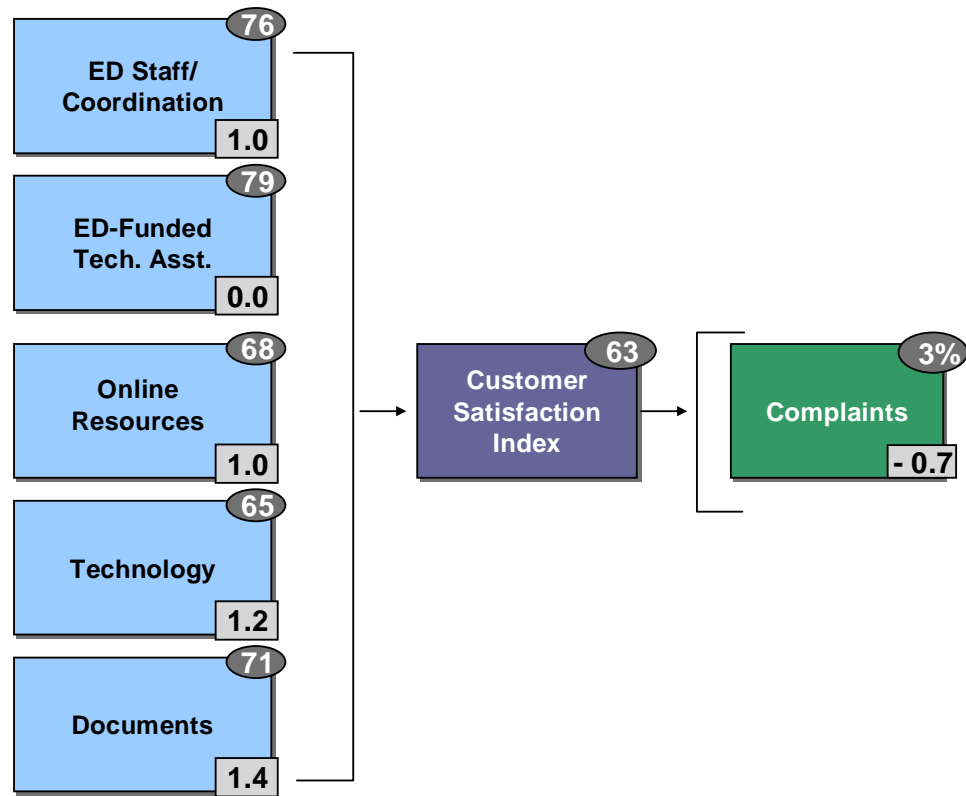 76
ED Staff/
Coordination
1.0
79
ED-Funded
Tech. Asst.
0.0
68
Online
Resources
1.0
65
Technology
1.2
71
Documents
1.4
63
Customer
Satisfaction
Index
3%
Complaints
- 0.7